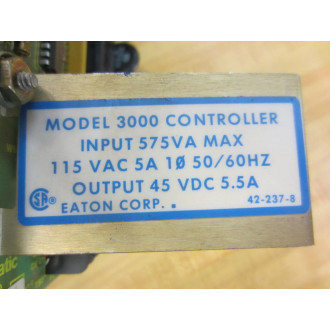 MODEL 3000 CONTROLLER
INPUT 575VA MAX
115 VAC 5A 1Ø 50/60HZ
OUTPUT 45 VDC 5.5A
EATON CORP. .
42-237-8